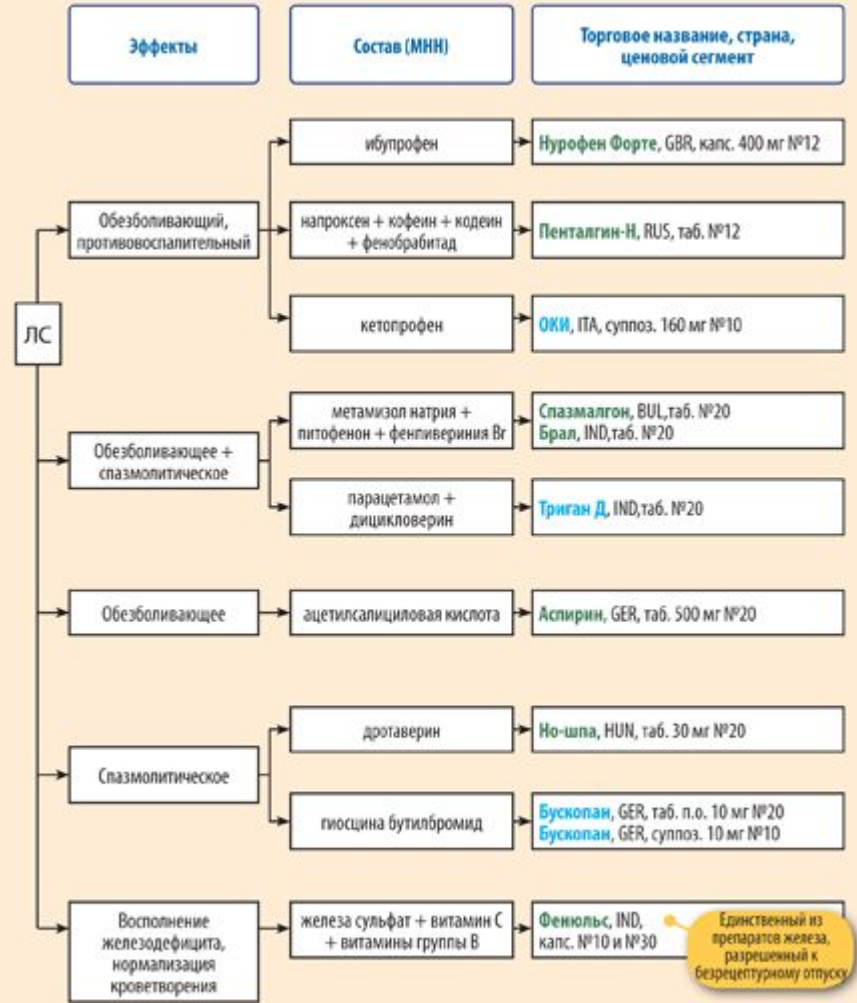 Эффекты
Состав (МНН)
Торговое название, страна,
ценовой сегмент
ЛС
Обезболивающий,
противовоспалительный
ибупрофен
Нурофен Форте, GBR, капс. 400 мг №12
напроксен + кофеин + кодеин
+ фенобрабитад
Пенталгин-Н, RUS, таб. №12
кетопрофен
ОКИ, ITA, суппоз. 160 мг №10
Обезболивающее +
спазмолитическое
метамизол натрия +
питофенон + фенпивериния Br
Спазмалгон, BUL,таб. №20
Брал, IND,таб. №20
парацетамол +
дицикловерин
Триган Д, IND,таб. №20
Обезболивающее
ацетилсалициловая кислота
Аспирин, GER, таб. 500 мг №20
Спазмолитическое
дротаверин
Но-шпа, HUN, таб. 30 мг №20
гиосцина бутилбромид
Бускопан, GER, таб. п.о. 10 мг №20
Бускопан, GER, суппоз. 10 мг №10
Восполнение
железодефицита,
нормализация
кроветворения
железа сульфат + витамин С
+ витамины группы В
Фенюльс, IND,
капс. №10 и №30
Единственный из
препаратов железа,
разрешенный к
безрецептурному отпуску